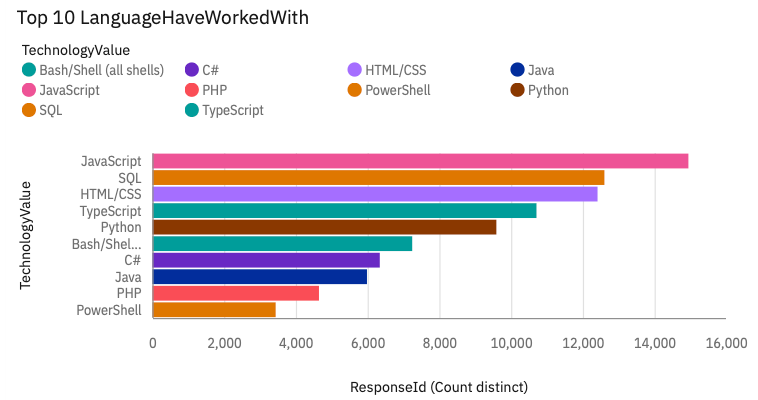 Top 10 LanguageHaveWorkedWith
TechnologyValue
Bash/Shell (all shells) C# HTML/CSS Java
JavaScript PHP PowerShell Python
SQL TypeScript
TechnologyValue
JavaScript
SQL
HTML/CSS
TypeScript
Python
Bash/Shel...
C#
Java
PHP
PowerShell
0 2,000 4,000 6,000 8,000 10,000 12,000 14,000 16,000
ResponseId (Count distinct)